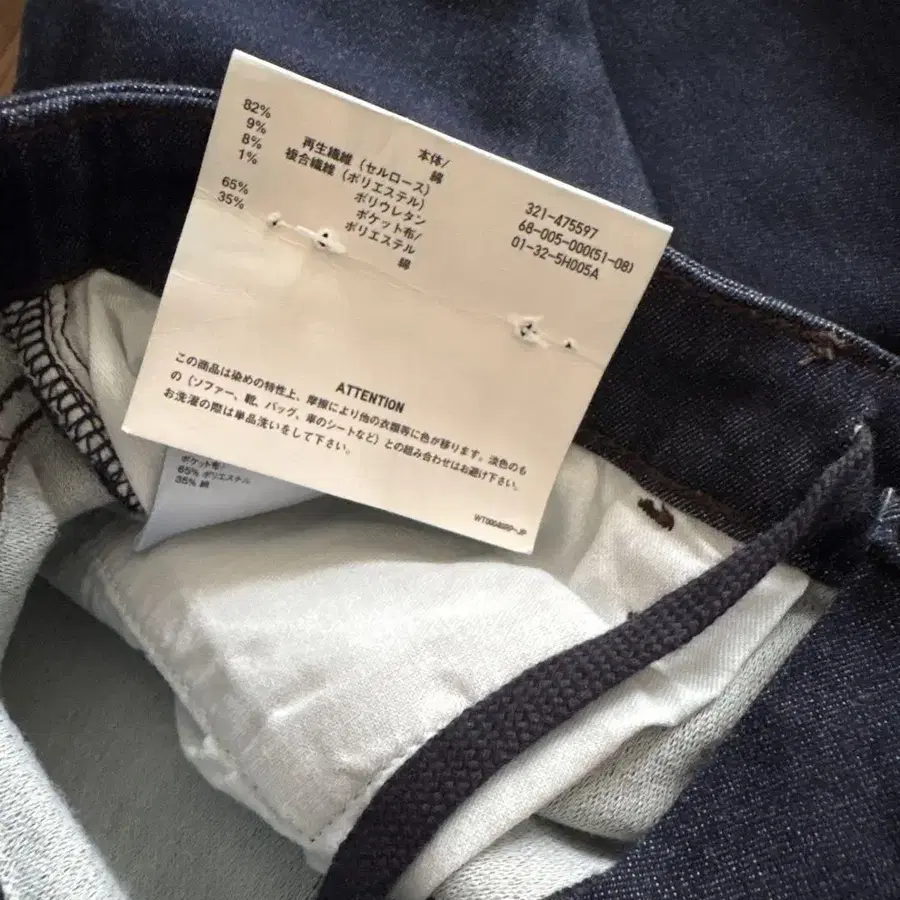 本体/
82% 綿
9% 再生繊維（セルロース）
8% 複合繊維（ポリエステル）
1% ポリウレタン
ポケット布/
65% ポリエステル
35% 綿
321-475597
68-005-000(51-08)
01-32-5H005A
ATTENTION
この商品は染めの特性上、摩擦により他の衣類等に色が移ります。淡色のも
の（ソファー、靴、バッグ、車のシートなど）との組み合わせはお避け下さい。
お洗濯の際は単品洗いをして下さい。
ポケット布/
65% ポリエステル
35% 綿